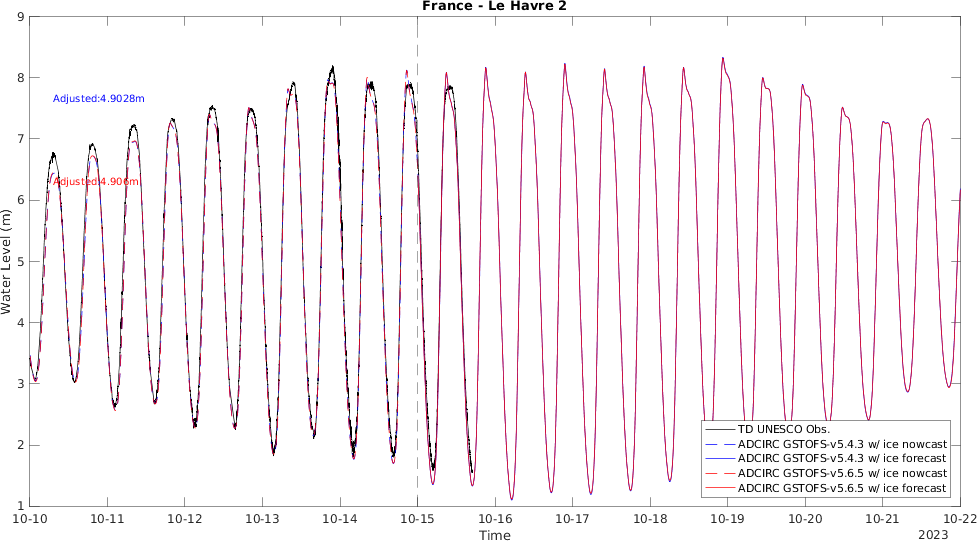 France - Le Havre 2
9
8
7
6
5
4
3
2
1
Water Level (m)
Adjusted:4.9028m
Adjusted:4.906m
TD UNESCO Obs.
ADCIRC GSTOFS-v5.4.3 w/ ice nowcast
ADCIRC GSTOFS-v5.4.3 w/ ice forecast
ADCIRC GSTOFS-v5.6.5 w/ ice nowcast
ADCIRC GSTOFS-v5.6.5 w/ ice forecast
10-10 10-11 10-12 10-13 10-14 10-15 10-16 10-17 10-18 10-19 10-20 10-21 10-22
Time
2023